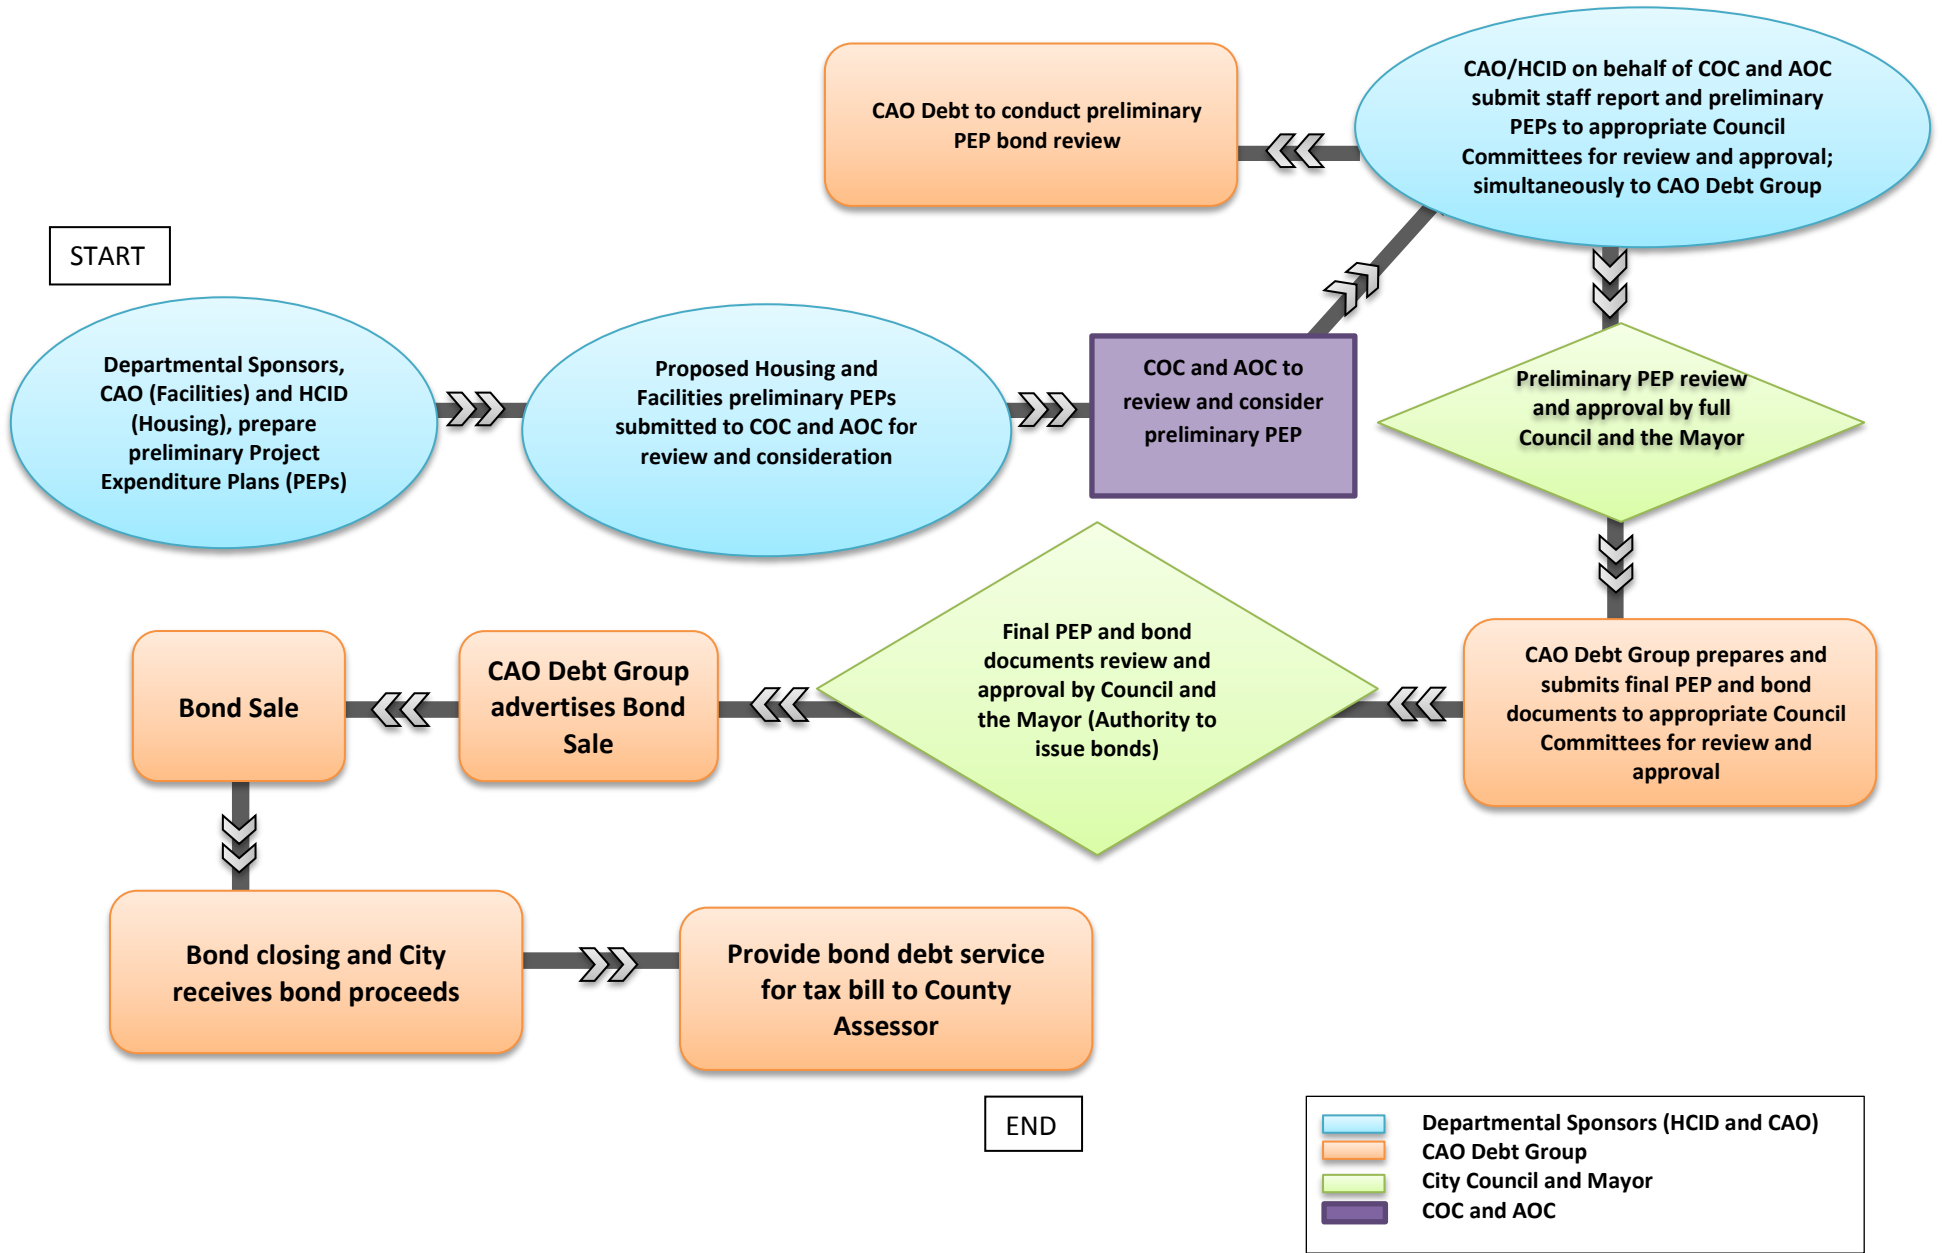 START
Departmental Sponsors,
CAO (Facilities) and HCID
(Housing), prepare
preliminary Project
Expenditure Plans (PEPs)
Proposed Housing and
Facilities preliminary PEPs
submitted to COC and AOC for
review and consideration
COC and AOC to
review and consider
preliminary PEP
CAO/HCID on behalf of COC and AOC
submit staff report and preliminary
PEPs to appropriate Council
Committees for review and approval;
simultaneously to CAO Debt Group
CAO Debt to conduct preliminary
PEP bond review
Preliminary PEP review
and approval by full
Council and the Mayor
CAO Debt Group prepares and
submits final PEP and bond
documents to appropriate Council
Committees for review and
approval
Final PEP and bond
documents review and
approval by Council and
the Mayor (Authority to
issue bonds)
CAO Debt Group
advertises Bond
Sale
Bond Sale
Bond closing and City
receives bond proceeds
Provide bond debt service
for tax bill to County
Assessor
END
Departmental Sponsors (HCID and CAO)
CAO Debt Group
City Council and Mayor
COC and AOC